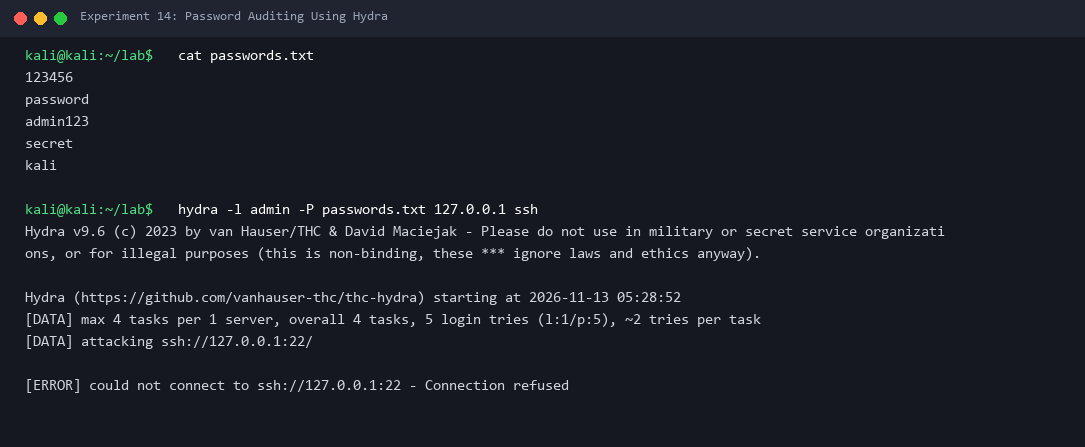 Experiment 14: Password Auditing Using Hydra
kali@kali:~/lab$ cat passwords.txt
123456
password
admin123
secret
kali
kali@kali:~/lab$ hydra -l admin -P passwords.txt 127.0.0.1 ssh
Hydra v9.6 (c) 2023 by van Hauser/THC & David Maciejak - Please do not use in military or secret service organizati
ons, or for illegal purposes (this is non-binding, these *** ignore laws and ethics anyway).
Hydra (https://github.com/vanhauser-thc/thc-hydra) starting at 2026-11-13 05:28:52
[DATA] max 4 tasks per 1 server, overall 4 tasks, 5 login tries (l:1/p:5), ~2 tries per task
[DATA] attacking ssh://127.0.0.1:22/
[ERROR] could not connect to ssh://127.0.0.1:22 - Connection refused